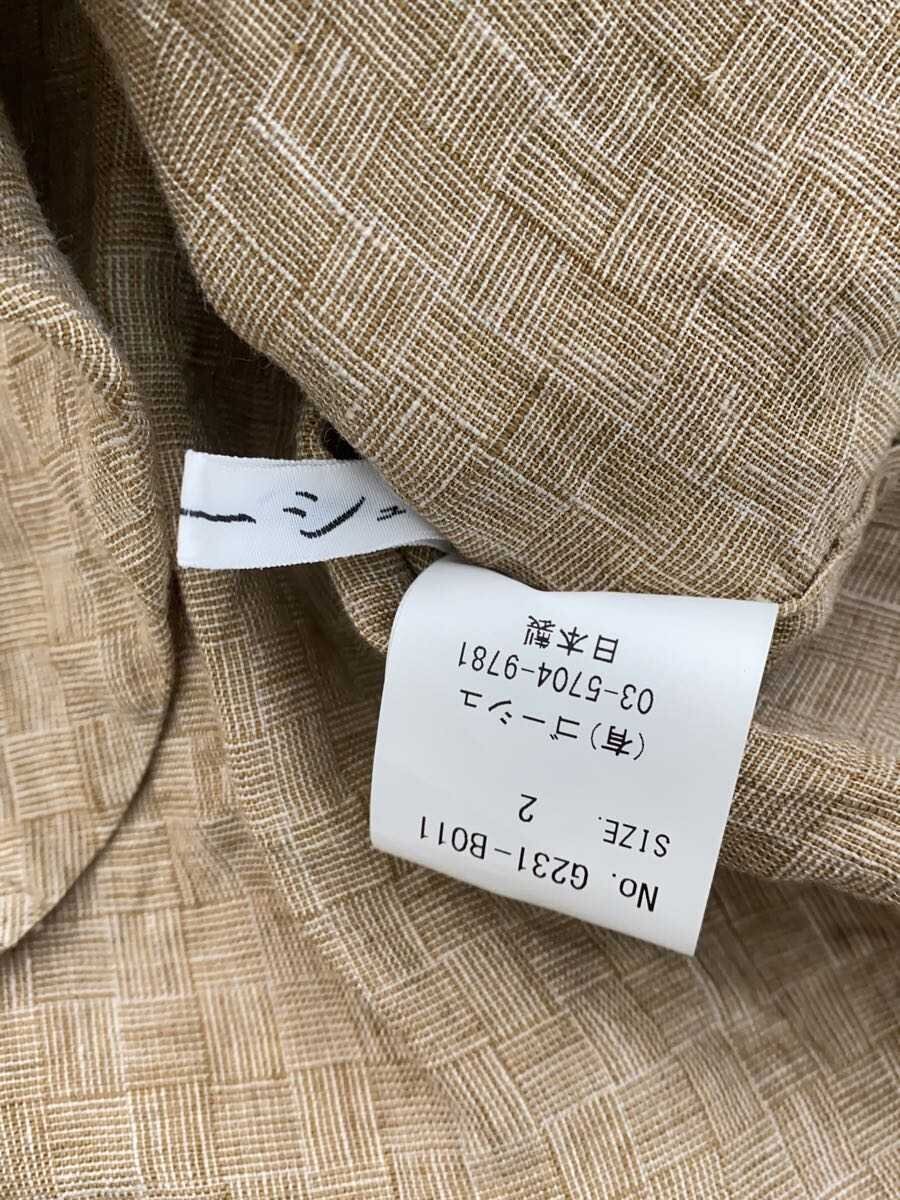 ーシュ
No. G231-B011
SIZE. 2
(有)ゴーシュ
03-5704-9781
日本製